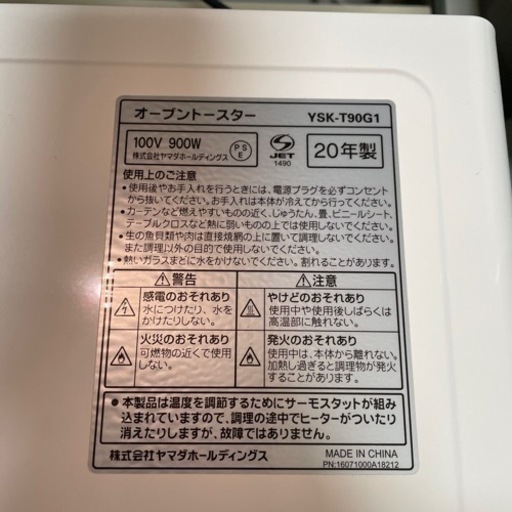 オーブントースター YSK-T90G1
100V 900W
株式会社ヤマダホールディングス
PSE
JET
1490
20年製
使用上のご注意
•使用後やお手入れを行うときには、電源プラグを必ずコンセント
から抜いてください。お手入れは本体が冷えてから行ってください。
•カーテンなど燃えやすいものの近く、じゅうたん、畳、ビニールシート、
テーブルクロスなど熱に弱いものの上では使用しないでください。
•生の魚貝類や肉は直接焼網の上に置いて調理しないでください。
また調理以外の目的で使用しないでください。
•熱いガラスまどに水をかけないでください。割れることがあります。
⚠警告
感電のおそれあり
水につけたり、水を
かけたりしない。
火災のおそれあり
可燃物の近くで使用
しない。
⚠注意
やけどのおそれあり
使用中や使用後しばらくは
高温部に触れない。
発火のおそれあり
使用中は、本体から離れない。
加熱し過ぎると調理物が発火
することがあります。
●本製品は温度を調節するためにサーモスタットが組み
込まれていますので、調理の途中でヒーターがついたり
消えたりしますが、故障ではありません。
株式会社ヤマダホールディングス
MADE IN CHINA
PN:16071000A18212